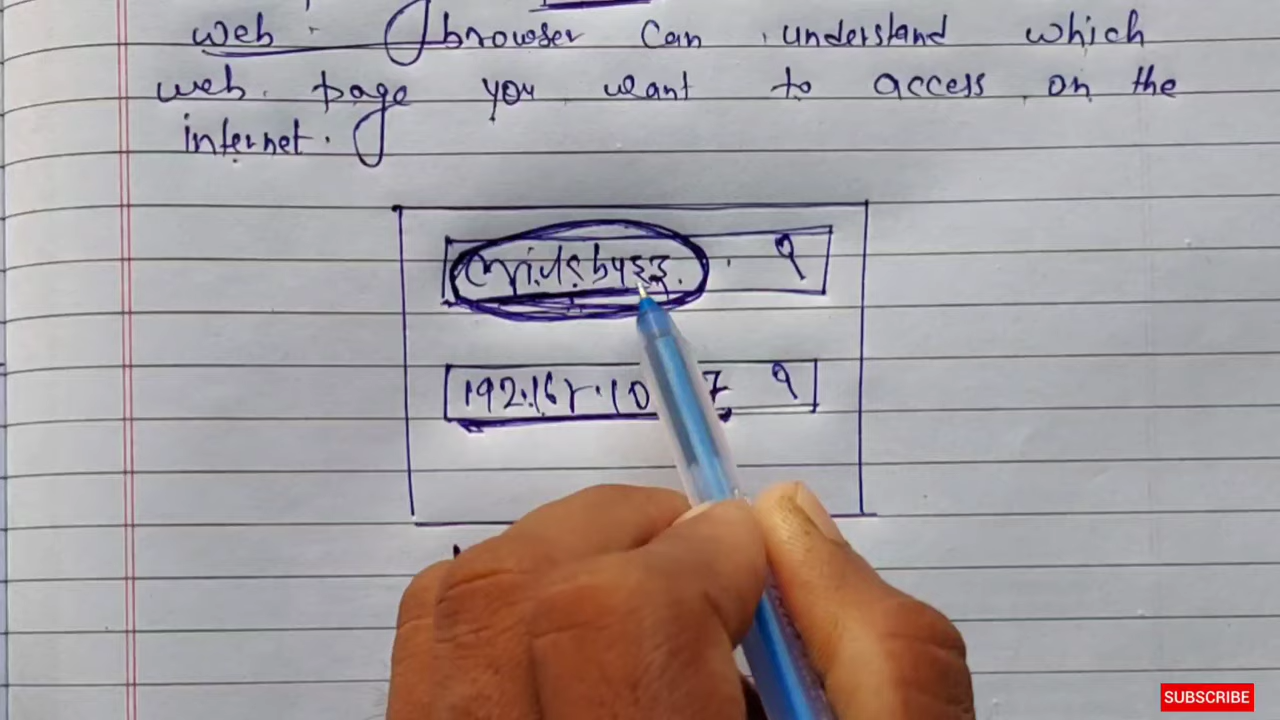 web. browser can understand which
web page you want to access on the
internet.
SUBSCRIBE